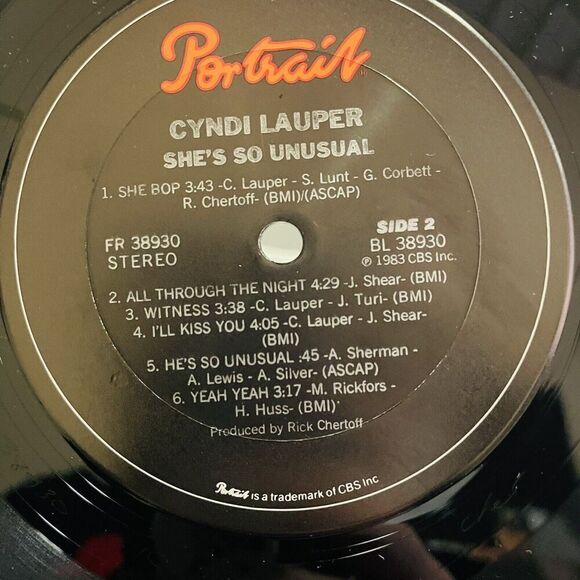 Portrait
CYNDI LAUPER
SHE'S SO UNUSUAL
1. SHE BOP 3:43 -C. Lauper - S. Lunt - G. Corbett -
R. Chertoff- (BMI)/(ASCAP)
FR 38930
STEREO
SIDE 2
BL 38930
℗ 1983 CBS Inc.
2. ALL THROUGH THE NIGHT 4:29 -J. Shear- (BMI)
3. WITNESS 3:38 -C. Lauper - J. Turi- (BMI)
4. I'LL KISS YOU 4:05 -C. Lauper - J. Shear-
(BMI)
5. HE'S SO UNUSUAL :45 -A. Sherman -
A. Lewis - A. Silver- (ASCAP)
6. YEAH YEAH 3:17 -M. Rickfors -
H. Huss- (BMI)
Produced by Rick Chertoff
Portrait is a trademark of CBS Inc